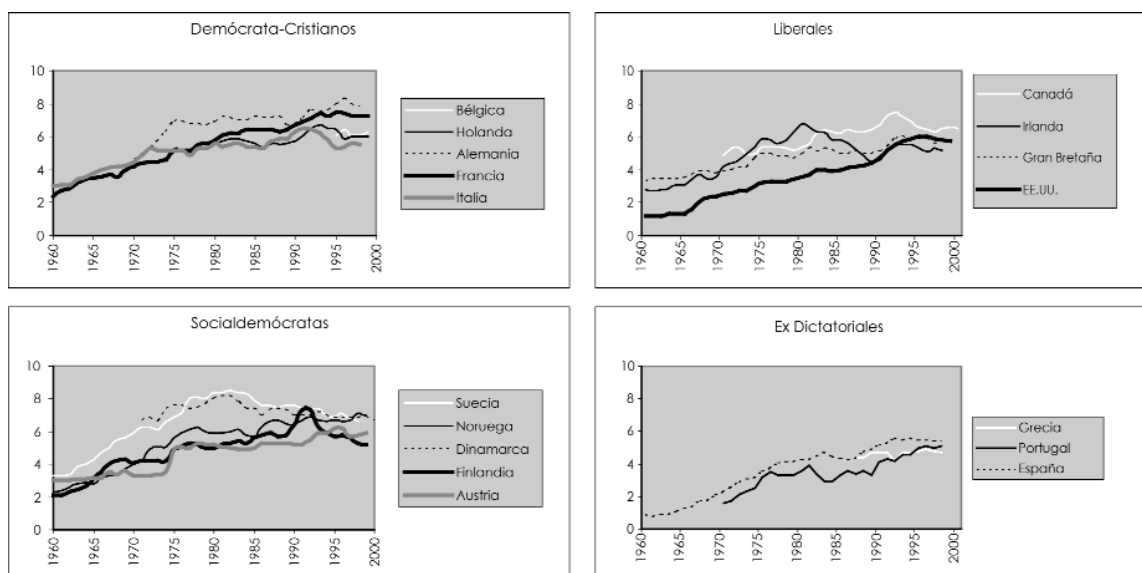 Demócrata-Cristianos
10
8
6
4
2
0
1960
1965
1970
1975
1980
1985
1990
1995
2000
Bélgica
Holanda
Alemania
Francia
Italia
Liberales
10
8
6
4
2
0
1960
1965
1970
1975
1980
1985
1990
1995
2000
Canadá
Irlanda
Gran Bretaña
EE.UU.
Socialdemócratas
10
8
6
4
2
0
1960
1965
1970
1975
1980
1985
1990
1995
2000
Suecia
Noruega
Dinamarca
Finlandia
Austria
Ex Dictatoriales
10
8
6
4
2
0
1960
1965
1970
1975
1980
1985
1990
1995
2000
Grecia
Portugal
España